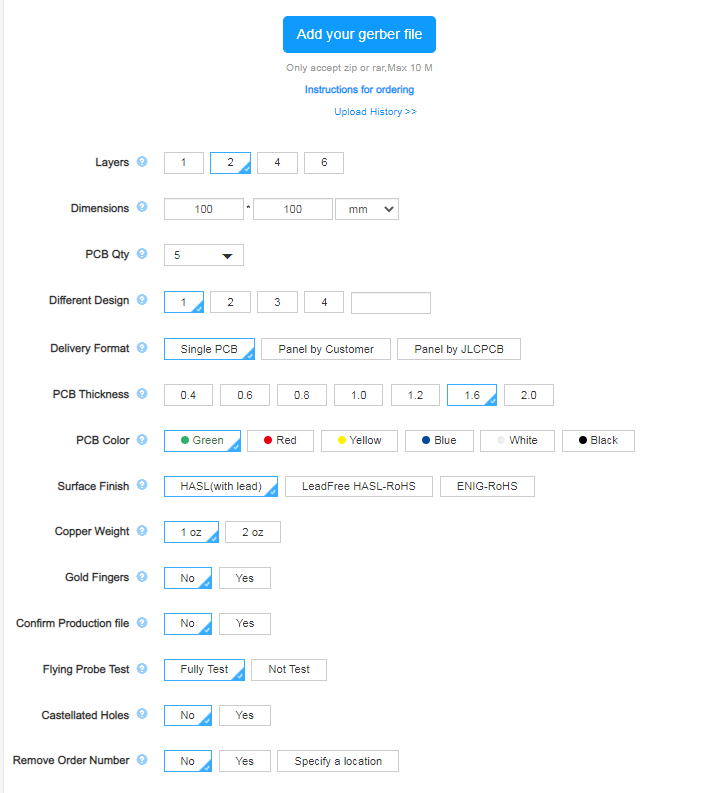 Add your gerber file
Only accept zip or rar,Max 10 M
Instructions for ordering
Upload History >>
Layers ? 1 2 4 6
Dimensions ? 100 * 100 mm
PCB Qty ? 5
Different Design ? 1 2 3 4
Delivery Format ? Single PCB Panel by Customer Panel by JLCPCB
PCB Thickness ? 0.4 0.6 0.8 1.0 1.2 1.6 2.0
PCB Color ? Green Red Yellow Blue White Black
Surface Finish ? HASL(with lead) LeadFree HASL-RoHS ENIG-RoHS
Copper Weight ? 1 oz 2 oz
Gold Fingers ? No Yes
Confirm Production file ? No Yes
Flying Probe Test ? Fully Test Not Test
Castellated Holes ? No Yes
Remove Order Number ? No Yes Specify a location